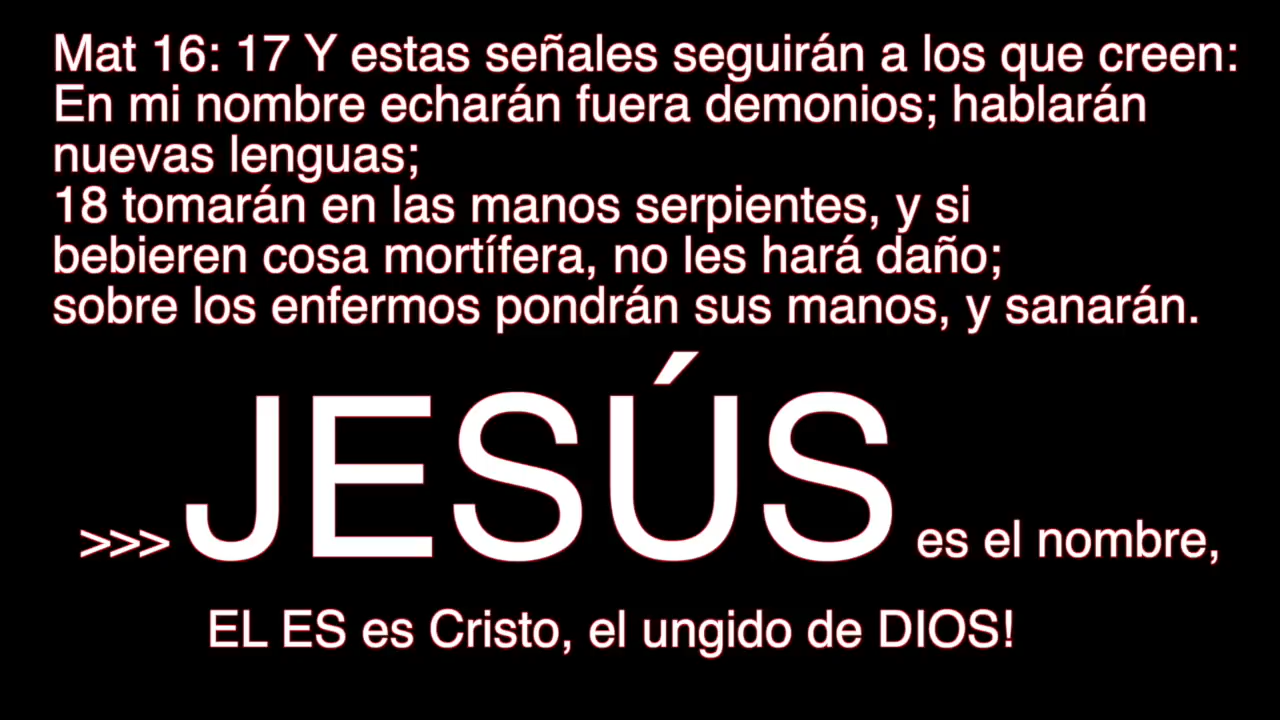 Mat 16: 17 Y estas señales seguirán a los que creen:
En mi nombre echarán fuera demonios; hablarán
nuevas lenguas;
18 tomarán en las manos serpientes, y si
bebieren cosa mortífera, no les hará daño;
sobre los enfermos pondrán sus manos, y sanarán.
>>> JESÚS es el nombre,
EL ES es Cristo, el ungido de DIOS!